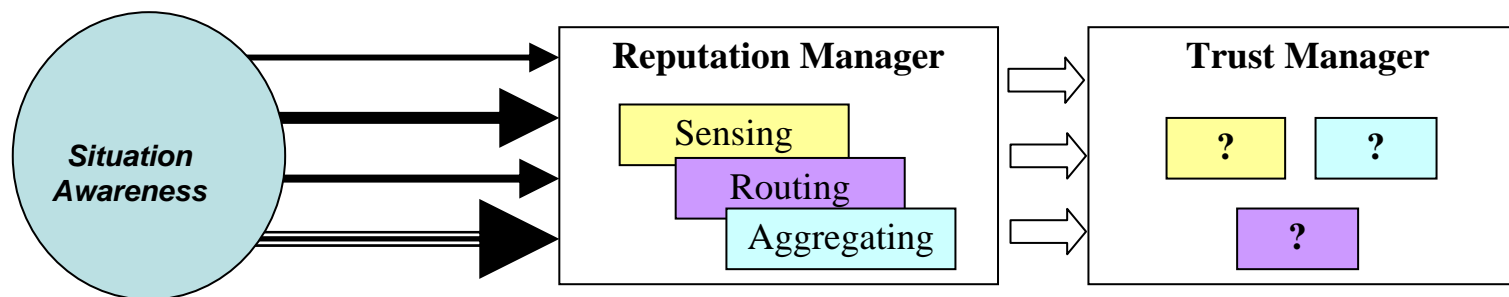 Situation
Awareness
Reputation Manager
Sensing
Routing
Aggregating
Trust Manager
?
?
?